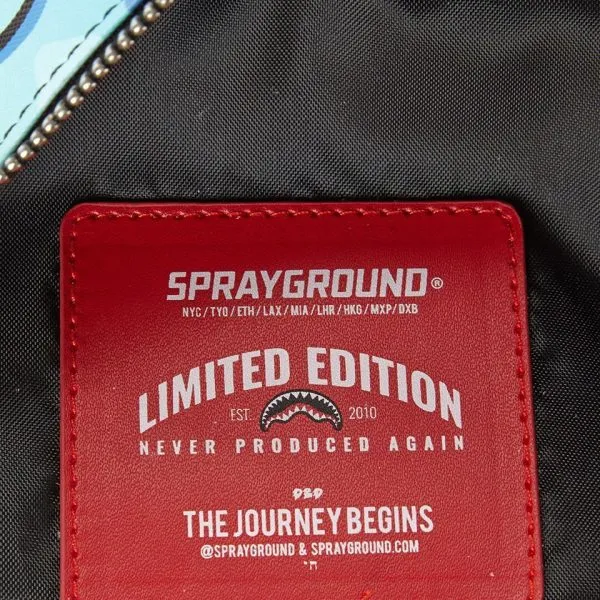 SPRAYGROUND®
NYC/TYO/ETH/LAX/MIA/LHR/HKG/MXP/DXB
LIMITED EDITION
EST. 2010
NEVER PRODUCED AGAIN
THE JOURNEY BEGINS
@SPRAYGROUND & SPRAYGROUND.COM